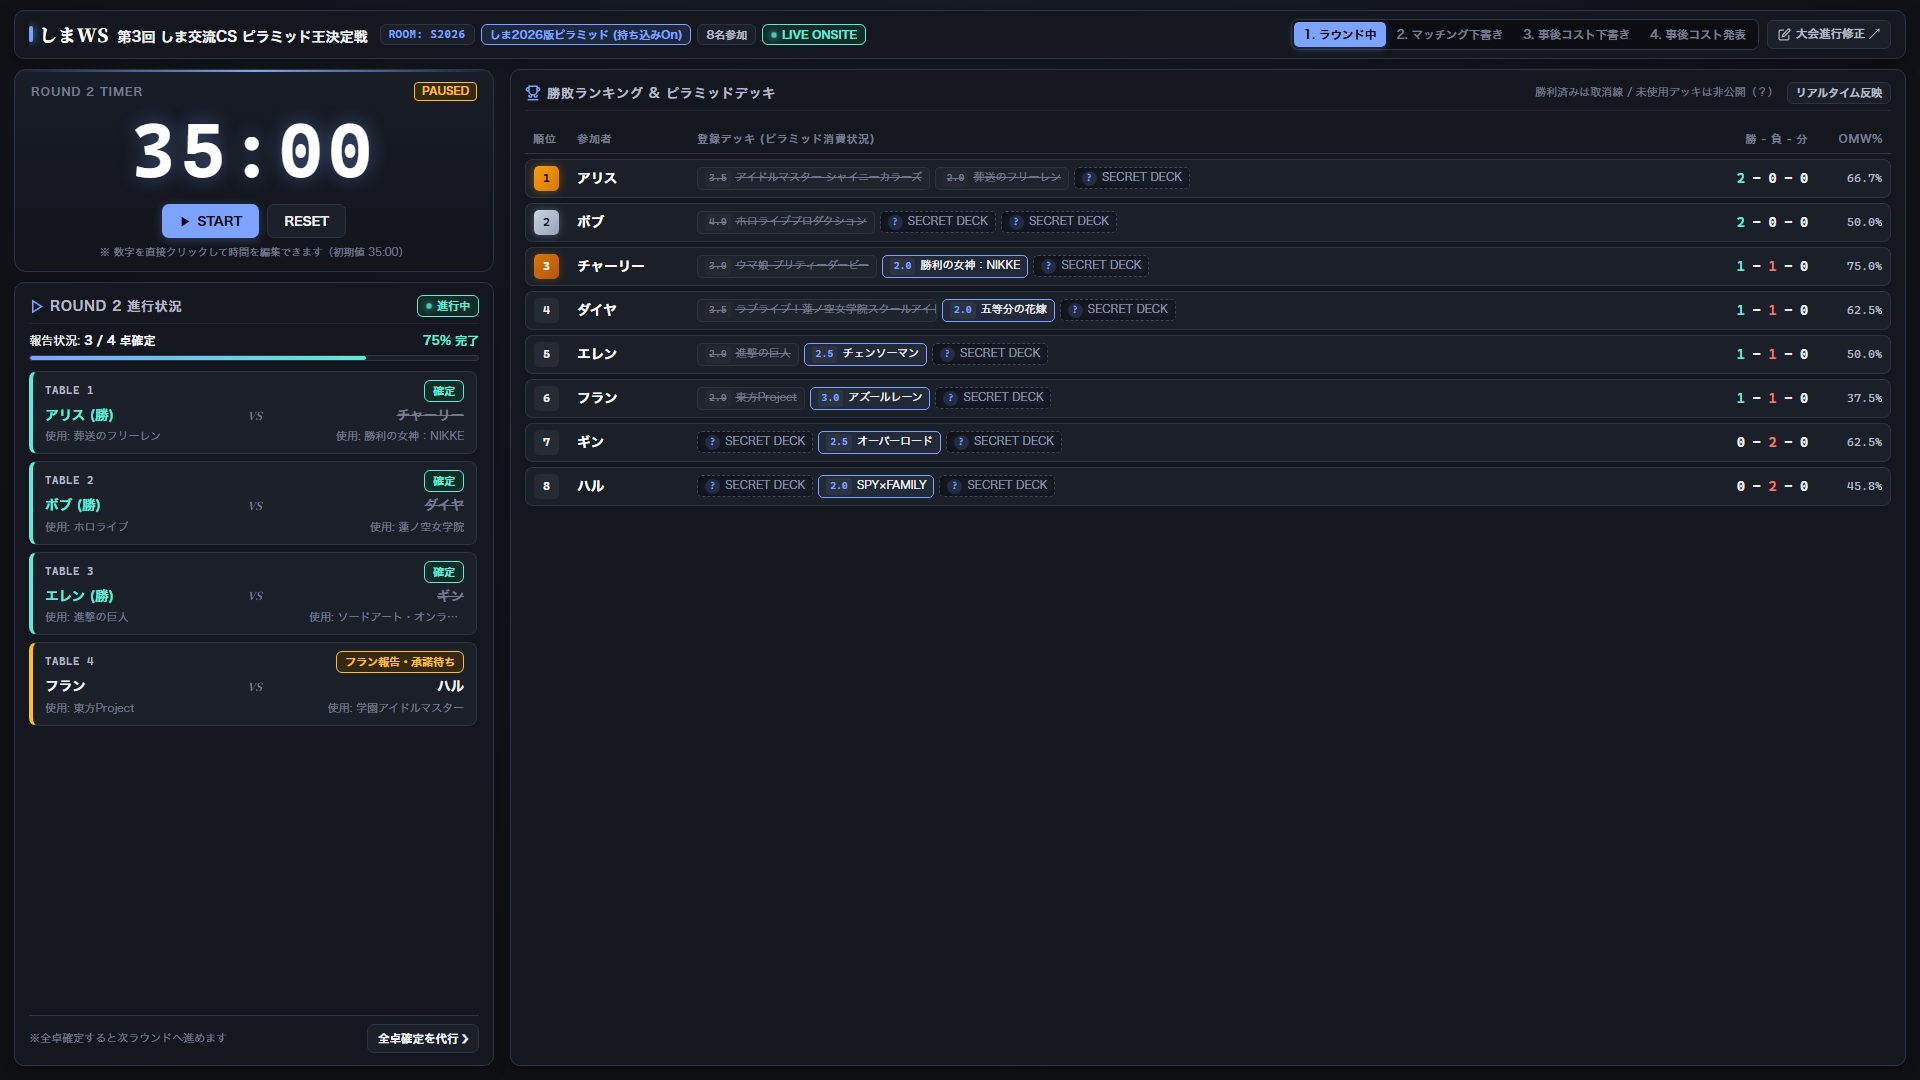 しまWS 第3回 しま交流CS ピラミッド王決定戦 ROOM: S2026 しま2026版ピラミッド (持ち込みOn) 8名参加 LIVE ONSITE
1. ラウンド中 2. マッチング下書き 3. 事後コスト下書き 4. 事後コスト発表 大会進行修正
ROUND 2 TIMER PAUSED
35:00
START RESET
※ 数字を直接クリックして時間を編集できます（初期値 35:00）
ROUND 2 進行状況 進行中
報告状況: 3 / 4 卓確定 75% 完了
TABLE 1 確定
アリス (勝) VS チャーリー
使用: 葬送のフリーレン 使用: 勝利の女神：NIKKE
TABLE 2 確定
ボブ (勝) VS ダイヤ
使用: ホロライブ 使用: 蓮ノ空女学院
TABLE 3 確定
エレン (勝) VS ギン
使用: 進撃の巨人 使用: ソードアート・オンラ…
TABLE 4 フラン報告・承諾待ち
フラン VS ハル
使用: 東方Project 使用: 学園アイドルマスター
※全卓確定すると次ラウンドへ進めます 全卓確定を代行 ❯
勝敗ランキング & ピラミッドデッキ 勝利済みは取消線 / 未使用デッキは非公開（？） リアルタイム反映
順位 参加者 登録デッキ (ピラミッド消費状況) 勝 - 負 - 分 OMW%
1 アリス 3.5 アイドルマスター シャイニーカラーズ 2.0 葬送のフリーレン ? SECRET DECK 2 - 0 - 0 66.7%
2 ボブ 4.0 ホロライブプロダクション ? SECRET DECK ? SECRET DECK 2 - 0 - 0 50.0%
3 チャーリー 3.0 ウマ娘 プリティーダービー 2.0 勝利の女神：NIKKE ? SECRET DECK 1 - 1 - 0 75.0%
4 ダイヤ 3.5 ラブライブ！蓮ノ空女学院スクールアイド 2.0 五等分の花嫁 ? SECRET DECK 1 - 1 - 0 62.5%
5 エレン 2.0 進撃の巨人 2.5 チェンソーマン ? SECRET DECK 1 - 1 - 0 50.0%
6 フラン 2.0 東方Project 3.0 アズールレーン ? SECRET DECK 1 - 1 - 0 37.5%
7 ギン ? SECRET DECK 2.5 オーバーロード ? SECRET DECK 0 - 2 - 0 62.5%
8 ハル ? SECRET DECK 2.0 SPY×FAMILY ? SECRET DECK 0 - 2 - 0 45.8%